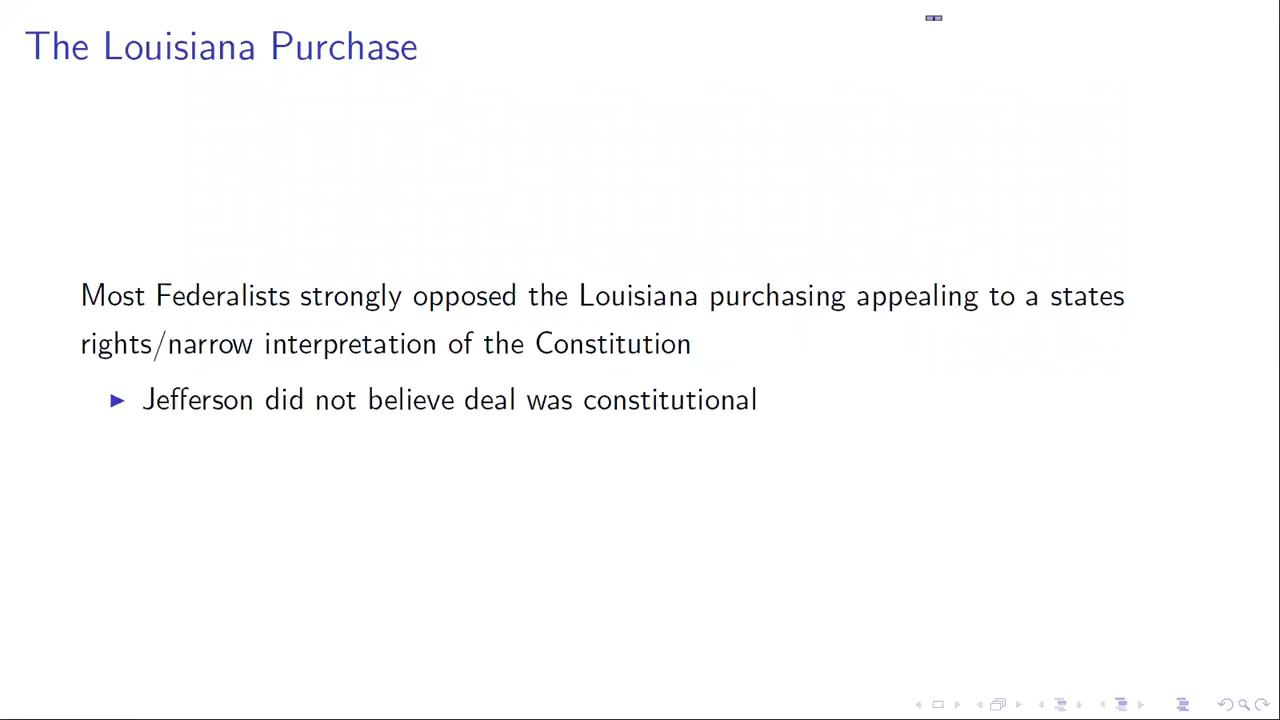 The Louisiana Purchase
Most Federalists strongly opposed the Louisiana purchasing appealing to a states
rights/narrow interpretation of the Constitution
Jefferson did not believe deal was constitutional